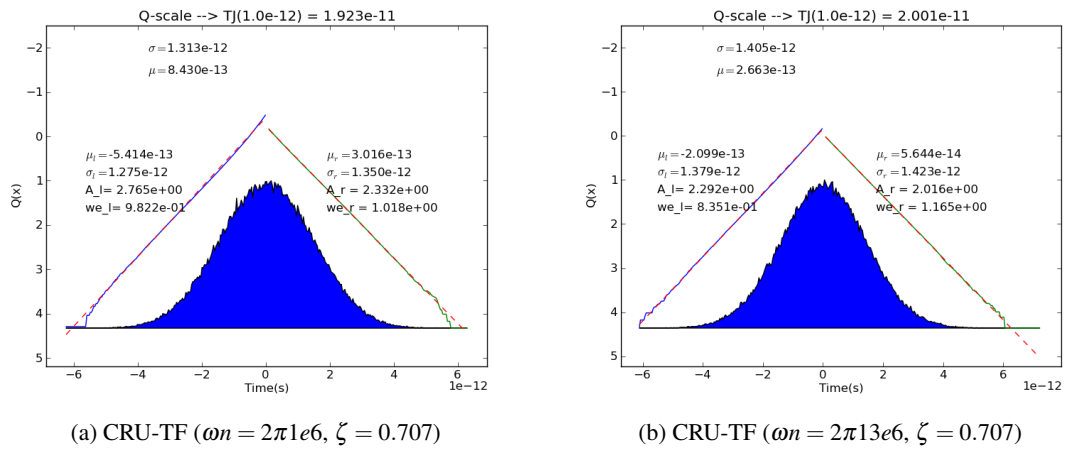 Q-scale --> TJ(1.0e-12) = 1.923e-11
σ=1.313e-12
μ=8.430e-13
μ_l=-5.414e-13
σ_l=1.275e-12
A_l= 2.765e+00
we_l= 9.822e-01
μ_r=3.016e-13
σ_r=1.350e-12
A_r = 2.332e+00
we_r = 1.018e+00
Q(x)
−2
−1
0
1
2
3
4
5
−6 −4 −2 0 2 4 6
1e−12
Time(s)
(a) CRU-TF (ωn = 2π1e6, ζ = 0.707)
Q-scale --> TJ(1.0e-12) = 2.001e-11
σ=1.405e-12
μ=2.663e-13
μ_l=-2.099e-13
σ_l=1.379e-12
A_l= 2.292e+00
we_l= 8.351e-01
μ_r=5.644e-14
σ_r=1.423e-12
A_r = 2.016e+00
we_r = 1.165e+00
Q(x)
−2
−1
0
1
2
3
4
5
−6 −4 −2 0 2 4 6
1e−12
Time(s)
(b) CRU-TF (ωn = 2π13e6, ζ = 0.707)